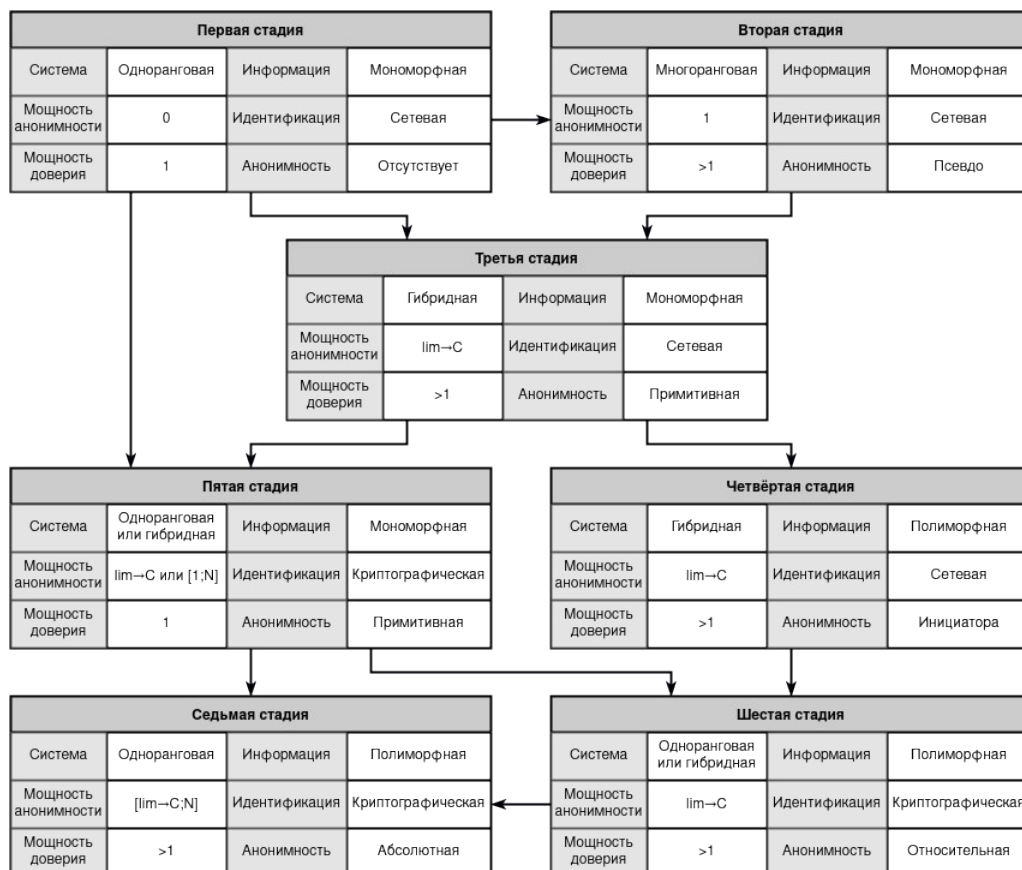 Первая стадия
Система Одноранговая Информация Мономорфная
Мощность
анонимности 0 Идентификация Сетевая
Мощность
доверия 1 Анонимность Отсутствует
Вторая стадия
Система Многоранговая Информация Мономорфная
Мощность
анонимности 1 Идентификация Сетевая
Мощность
доверия >1 Анонимность Псевдо
Третья стадия
Система Гибридная Информация Мономорфная
Мощность
анонимности lim→C Идентификация Сетевая
Мощность
доверия >1 Анонимность Примитивная
Пятая стадия
Система Одноранговая
или гибридная Информация Мономорфная
Мощность
анонимности lim→C или [1;N] Идентификация Криптографическая
Мощность
доверия 1 Анонимность Примитивная
Четвёртая стадия
Система Гибридная Информация Полиморфная
Мощность
анонимности lim→C Идентификация Сетевая
Мощность
доверия >1 Анонимность Инициатора
Седьмая стадия
Система Одноранговая Информация Полиморфная
Мощность
анонимности [lim→C;N] Идентификация Криптографическая
Мощность
доверия >1 Анонимность Абсолютная
Шестая стадия
Система Одноранговая
или гибридная Информация Полиморфная
Мощность
анонимности lim→C Идентификация Криптографическая
Мощность
доверия >1 Анонимность Относительная